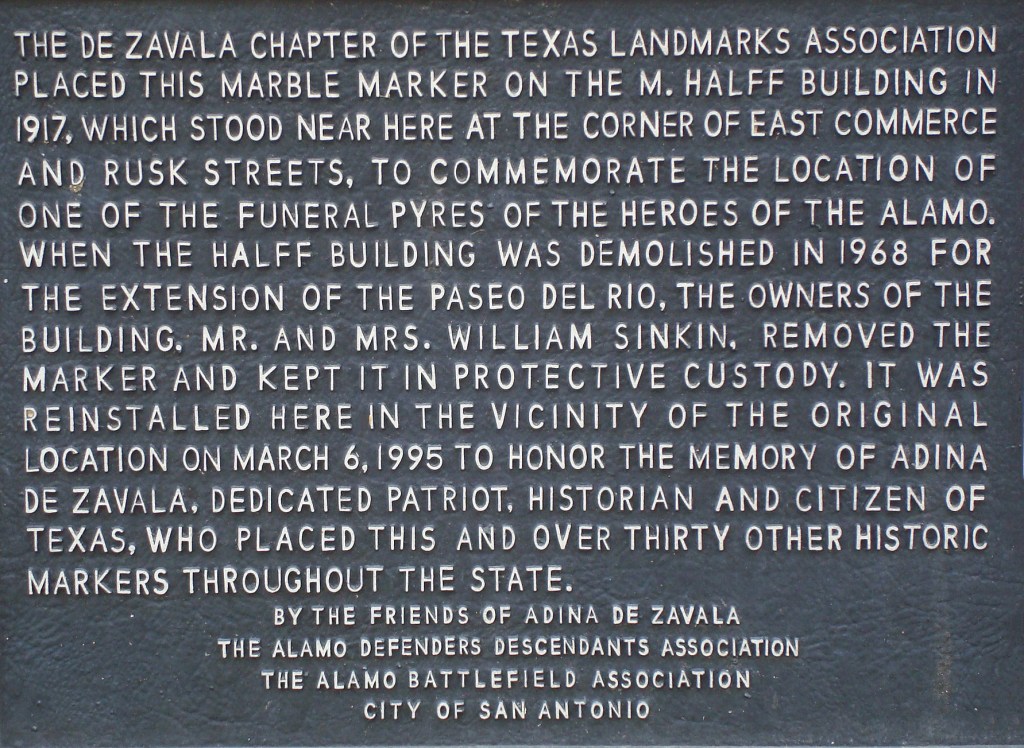 THE DE ZAVALA CHAPTER OF THE TEXAS LANDMARKS ASSOCIATION
PLACED THIS MARBLE MARKER ON THE M. HALFF BUILDING IN
1917, WHICH STOOD NEAR HERE AT THE CORNER OF EAST COMMERCE
AND RUSK STREETS, TO COMMEMORATE THE LOCATION OF
ONE OF THE FUNERAL PYRES OF THE HEROES OF THE ALAMO.
WHEN THE HALFF BUILDING WAS DEMOLISHED IN 1968 FOR
THE EXTENSION OF THE PASEO DEL RIO, THE OWNERS OF THE
BUILDING, MR. AND MRS. WILLIAM SINKIN, REMOVED THE
MARKER AND KEPT IT IN PROTECTIVE CUSTODY. IT WAS
REINSTALLED HERE IN THE VICINITY OF THE ORIGINAL
LOCATION ON MARCH 6, 1995 TO HONOR THE MEMORY OF ADINA
DE ZAVALA, DEDICATED PATRIOT, HISTORIAN AND CITIZEN OF
TEXAS, WHO PLACED THIS AND OVER THIRTY OTHER HISTORIC
MARKERS THROUGHOUT THE STATE.
BY THE FRIENDS OF ADINA DE ZAVALA
THE ALAMO DEFENDERS DESCENDANTS ASSOCIATION
THE ALAMO BATTLEFIELD ASSOCIATION
CITY OF SAN ANTONIO